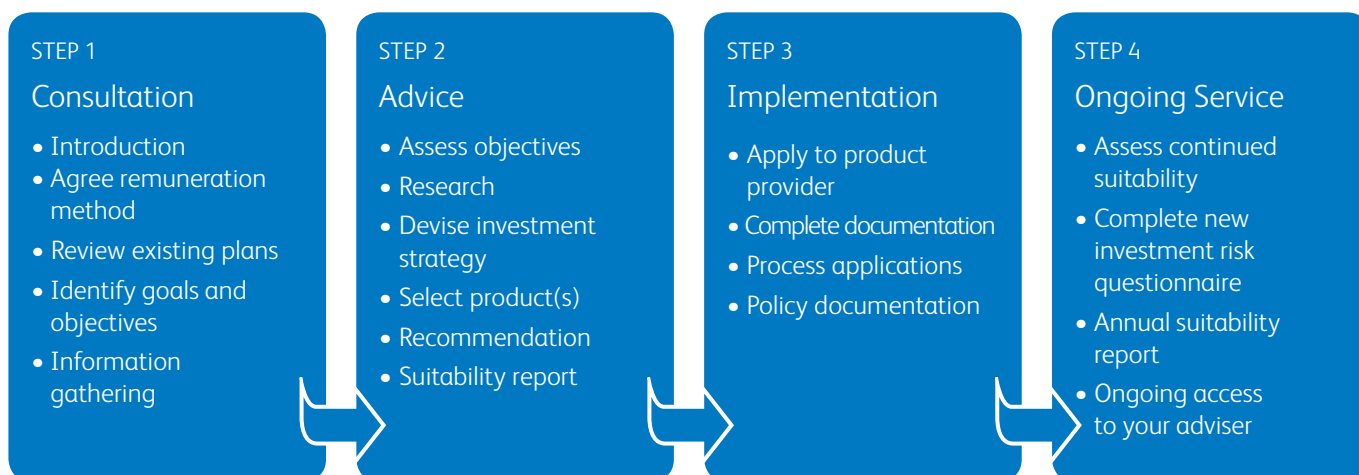 STEP 1
Consultation
• Introduction
• Agree remuneration
method
• Review existing plans
• Identify goals and
objectives
• Information
gathering
STEP 2
Advice
• Assess objectives
• Research
• Devise investment
strategy
• Select product(s)
• Recommendation
• Suitability report
STEP 3
Implementation
• Apply to product
provider
• Complete documentation
• Process applications
• Policy documentation
STEP 4
Ongoing Service
• Assess continued
suitability
• Complete new
investment risk
questionnaire
• Annual suitability
report
• Ongoing access
to your adviser